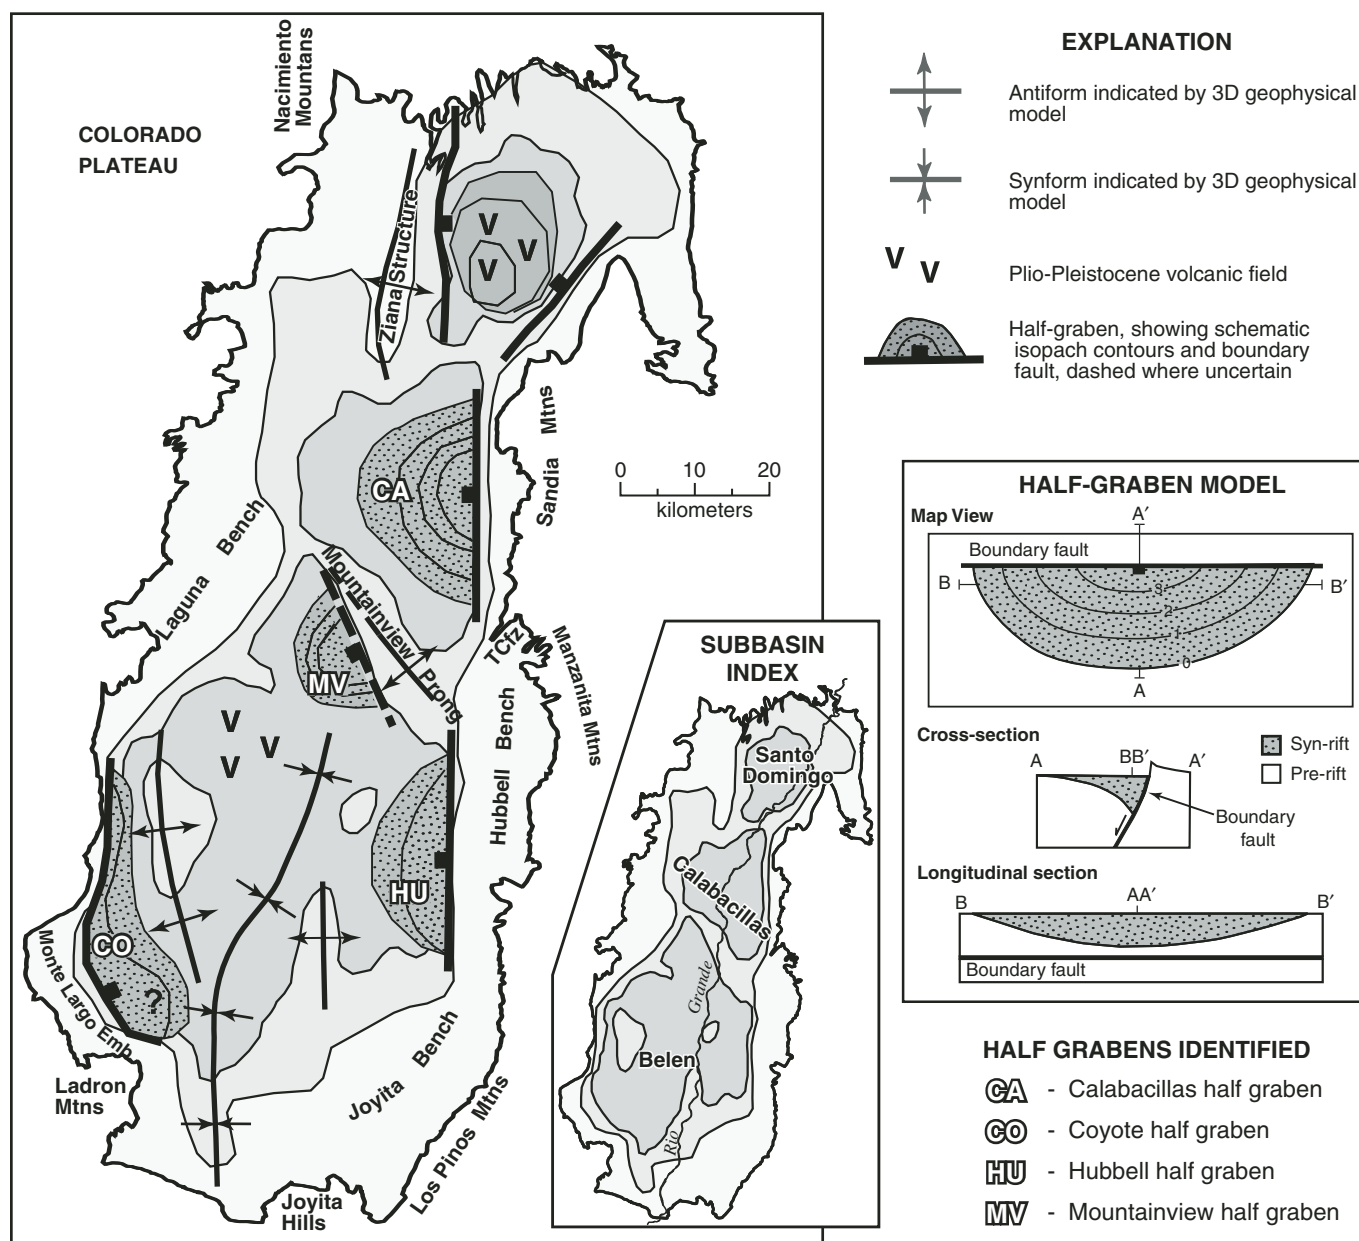 COLORADO
PLATEAU
Nacimiento
Mountans
Ziana Structure
V
V
V
Sandia Mtns
0 10 20
kilometers
CA
Laguna Bench
Mountainview Prong
MV
TCfz
Manzanita Mtns
V
V
V
Hubbell Bench
HU
CO
?
Monte Largo Emb.
Ladron
Mtns
Joyita Bench
Los Pinos Mtns
Joyita
Hills
SUBBASIN
INDEX
Santo
Domingo
Calabacillas
Belen
Rio Grande
EXPLANATION
Antiform indicated by 3D geophysical
model
Synform indicated by 3D geophysical
model
V V
Plio-Pleistocene volcanic field
Half-graben, showing schematic
isopach contours and boundary
fault, dashed where uncertain
HALF-GRABEN MODEL
Map View
A′
Boundary fault
B B′
3
2
1
0
A
Cross-section
A BB′ A′
Syn-rift
Pre-rift
Boundary
fault
Longitudinal section
B AA′ B′
Boundary fault
HALF GRABENS IDENTIFIED
CA - Calabacillas half graben
CO - Coyote half graben
HU - Hubbell half graben
MV - Mountainview half graben